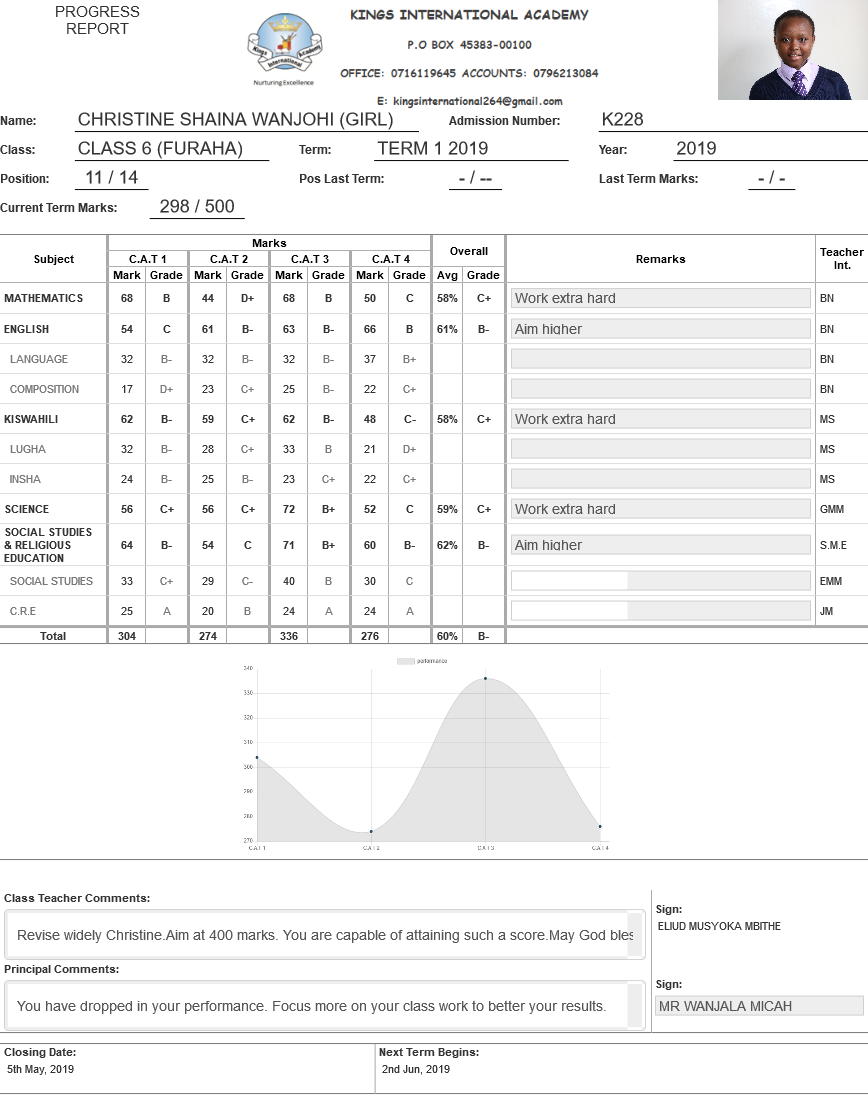 PROGRESS
REPORT
KINGS INTERNATIONAL ACADEMY
P.O BOX 45383-00100
OFFICE: 0716119645 ACCOUNTS: 0796213084
E: kingsinternational264@gmail.com
Kings International Academy
Nurturing Excellence
Name: CHRISTINE SHAINA WANJOHI (GIRL) Admission Number: K228
Class: CLASS 6 (FURAHA) Term: TERM 1 2019 Year: 2019
Position: 11 / 14 Pos Last Term: - / -- Last Term Marks: - / -
Current Term Marks: 298 / 500
Subject Marks Overall Remarks Teacher Int.
C.A.T 1 C.A.T 2 C.A.T 3 C.A.T 4
Mark Grade Mark Grade Mark Grade Mark Grade Avg Grade
MATHEMATICS 68 B 44 D+ 68 B 50 C 58% C+ Work extra hard BN
ENGLISH 54 C 61 B- 63 B- 66 B 61% B- Aim higher BN
LANGUAGE 32 B- 32 B- 32 B- 37 B+ BN
COMPOSITION 17 D+ 23 C+ 25 B- 22 C+ BN
KISWAHILI 62 B- 59 C+ 62 B- 48 C- 58% C+ Work extra hard MS
LUGHA 32 B- 28 C+ 33 B 21 D+ MS
INSHA 24 B- 25 B- 23 C+ 22 C+ MS
SCIENCE 56 C+ 56 C+ 72 B+ 52 C 59% C+ Work extra hard GMM
SOCIAL STUDIES
& RELIGIOUS
EDUCATION 64 B- 54 C 71 B+ 60 B- 62% B- Aim higher S.M.E
SOCIAL STUDIES 33 C+ 29 C- 40 B 30 C EMM
C.R.E 25 A 20 B 24 A 24 A JM
Total 304 274 336 276 60% B-
performance
340
330
320
310
300
290
280
270
C.A.T 1 C.A.T 2 C.A.T 3 C.A.T 4
Class Teacher Comments:
Revise widely Christine.Aim at 400 marks. You are capable of attaining such a score.May God bles
Sign:
ELIUD MUSYOKA MBITHE
Principal Comments:
You have dropped in your performance. Focus more on your class work to better your results.
Sign:
MR WANJALA MICAH
Closing Date: Next Term Begins:
5th May, 2019 2nd Jun, 2019